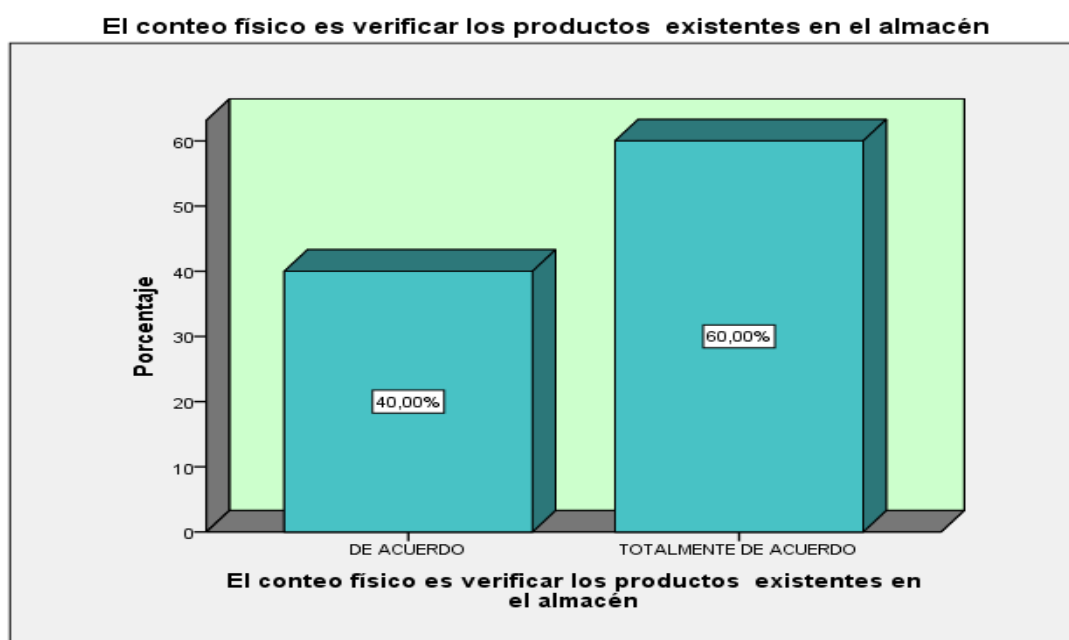 El conteo físico es verificar los productos  existentes en el almacén
Porcentaje
60
50
40
30
20
10
0
40,00%
60,00%
DE ACUERDO
TOTALMENTE DE ACUERDO
El conteo físico es verificar los productos  existentes en
el almacén